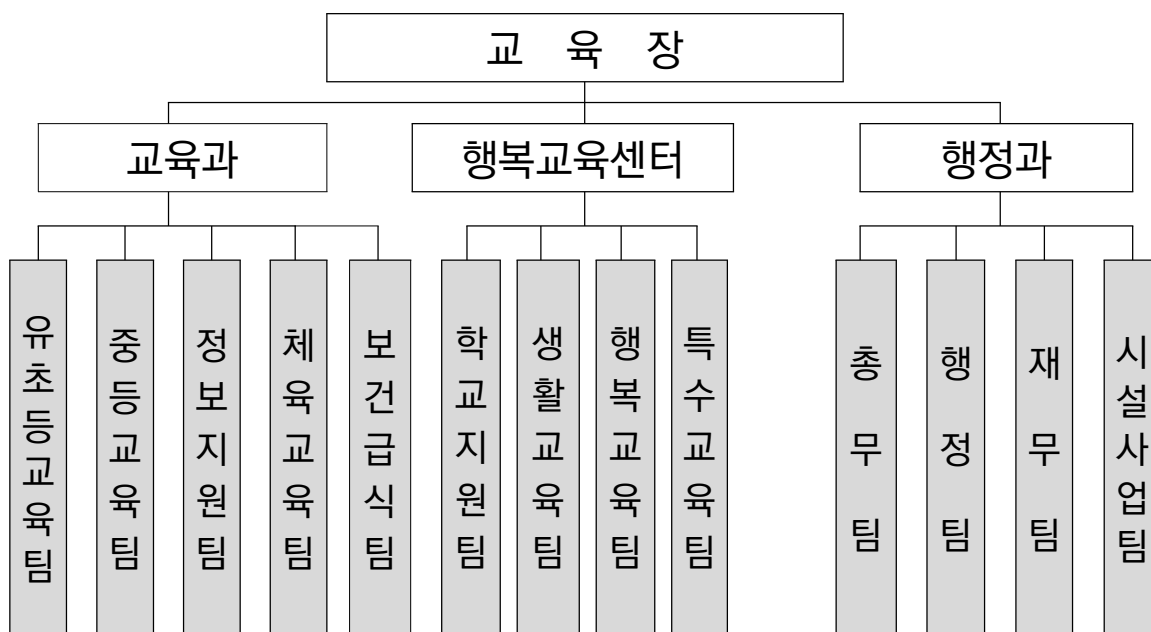 교 육 장
교육과
행복교육센터
행정과
유초등교육팀
중등교육팀
정보지원팀
체육교육팀
보건급식팀
학교지원팀
생활교육팀
행복교육팀
특수교육팀
총무팀
행정팀
재무팀
시설사업팀